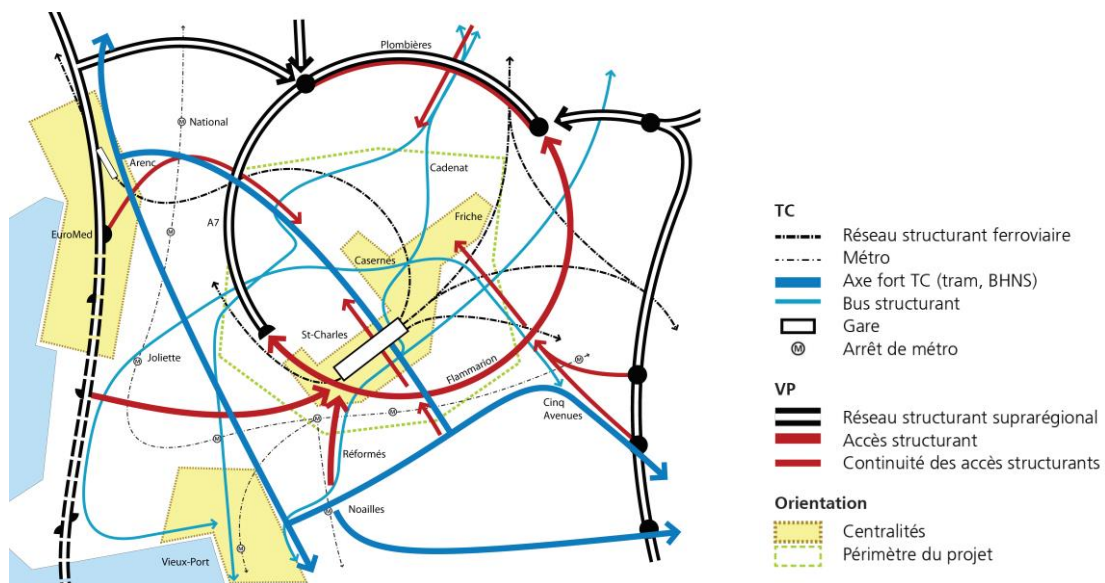 Plombières
National
Arenc
Cadenat
A7
Friche
EuroMed
Casernes
St-Charles
Joliette
Flammarion
Cinq
Avenues
Réformés
Noailles
Vieux-Port
M
M
M
M
M
M
M
M
M
TC
Réseau structurant ferroviaire
Métro
Axe fort TC (tram, BHNS)
Bus structurant
Gare
M Arrêt de métro
VP
Réseau structurant suprarégional
Accès structurant
Continuité des accès structurants
Orientation
Centralités
Périmètre du projet